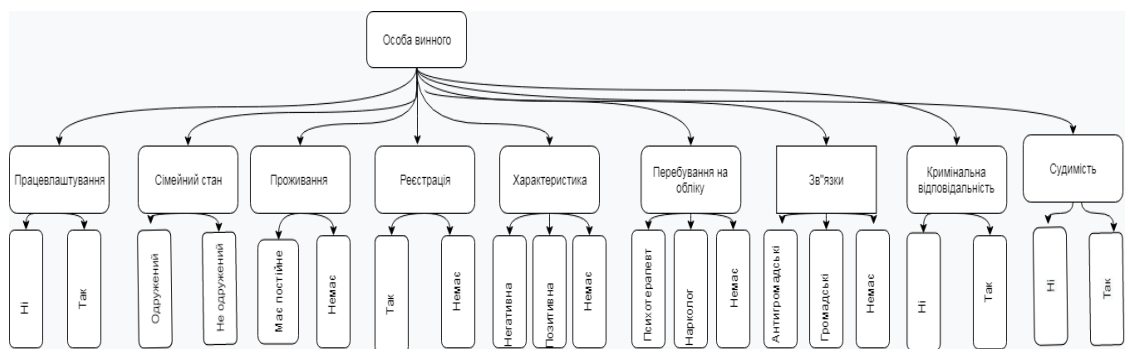 Особа винного
Працевлаштування
Сімейний стан
Проживання
Реєстрація
Характеристика
Перебування на
обліку
Зв"язки
Кримінальна
відповідальність
Судимість
Ні
Так
Одружений
Не одружений
Має постійне
Немає
Так
Немає
Негативна
Позитивна
Немає
Психотерапевт
Нарколог
Немає
Антигромадські
Громадські
Немає
Ні
Так
Ні
Так